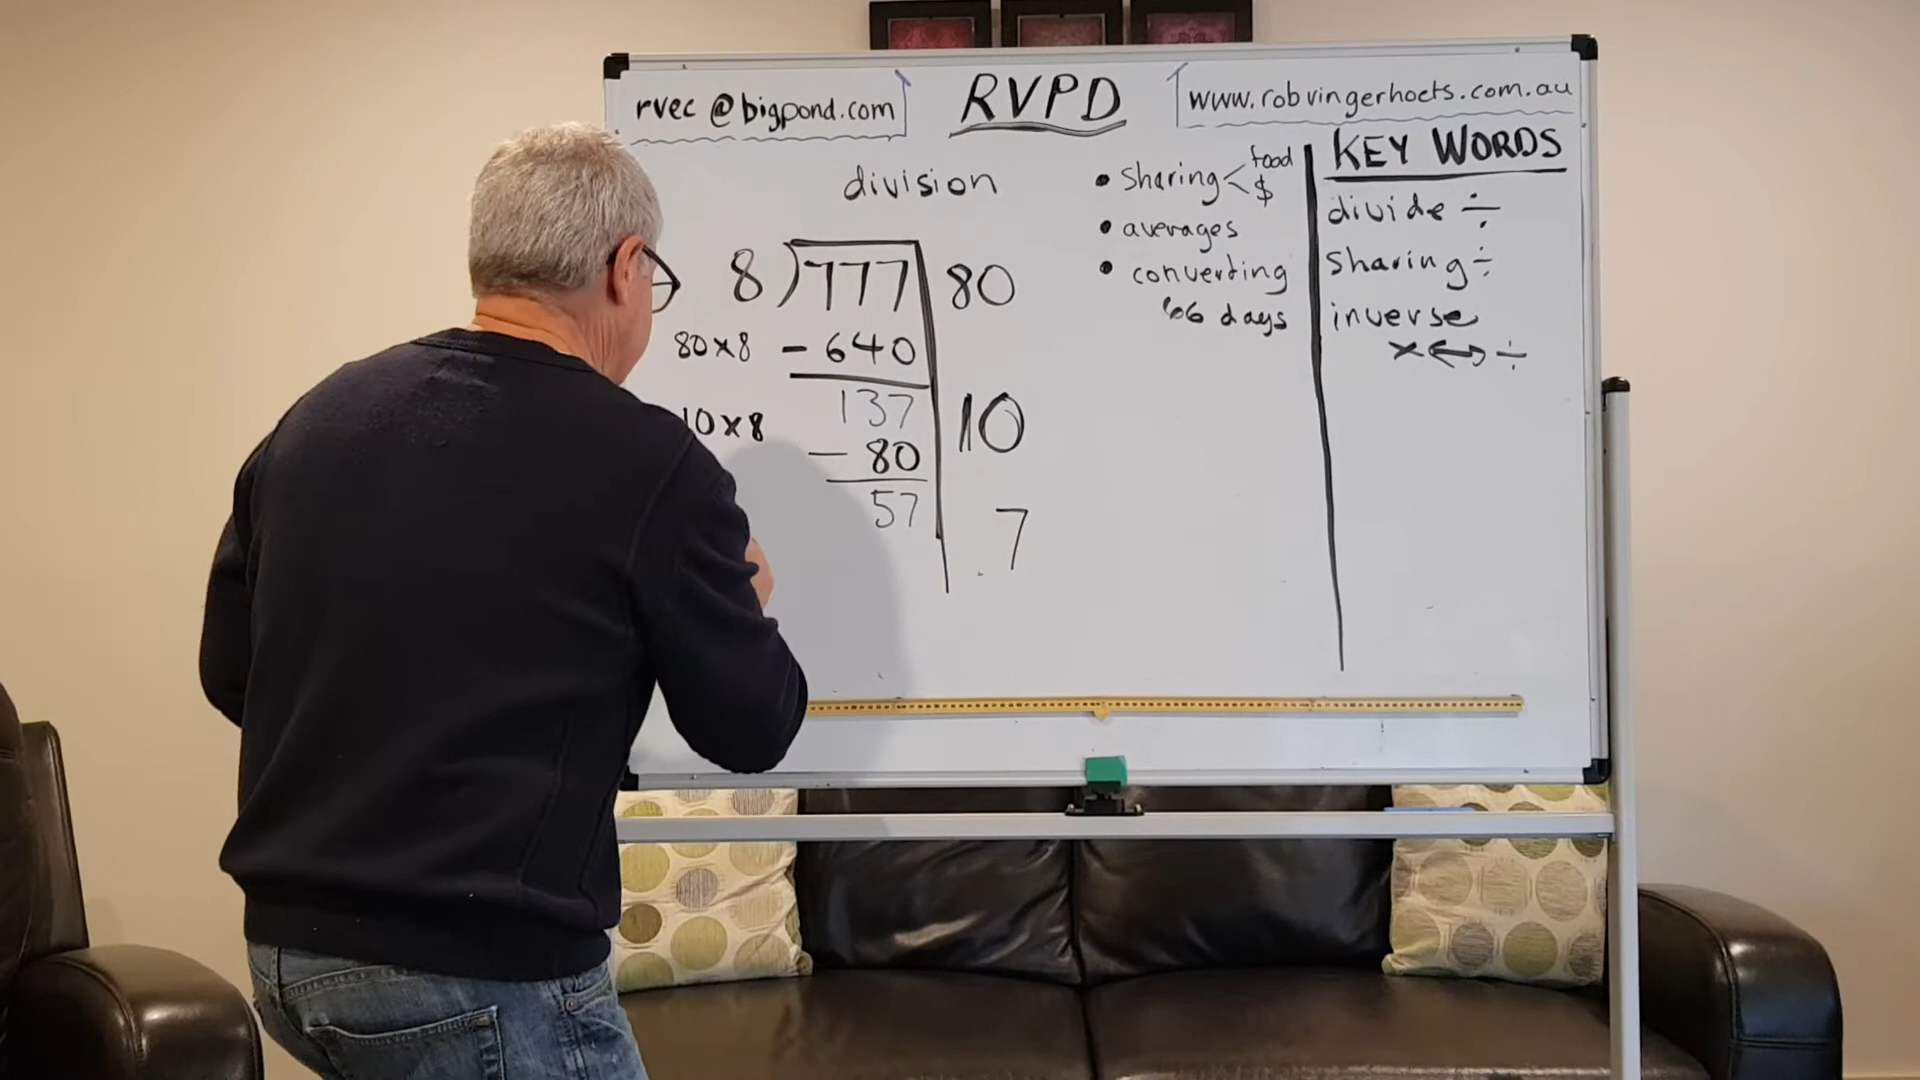 rvec @bigpond.com
RVPD
www.robvingerhoets.com.au
division
8)777 80
80×8 - 640
137
10×8 10
- 80
57
7
• Sharing < food
$
• averages
• converting
66 days
KEY WORDS
divide ÷
Sharing ÷
inverse
× ↔ ÷